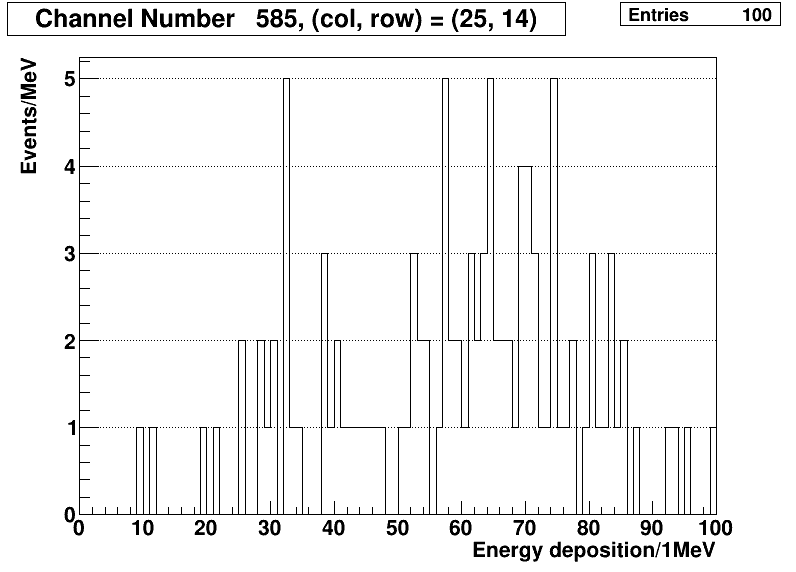 Channel Number 585, (col, row) = (25, 14)
Entries 100
Events/MeV
5
4
3
2
1
0
0 10 20 30 40 50 60 70 80 90 100
Energy deposition/1MeV